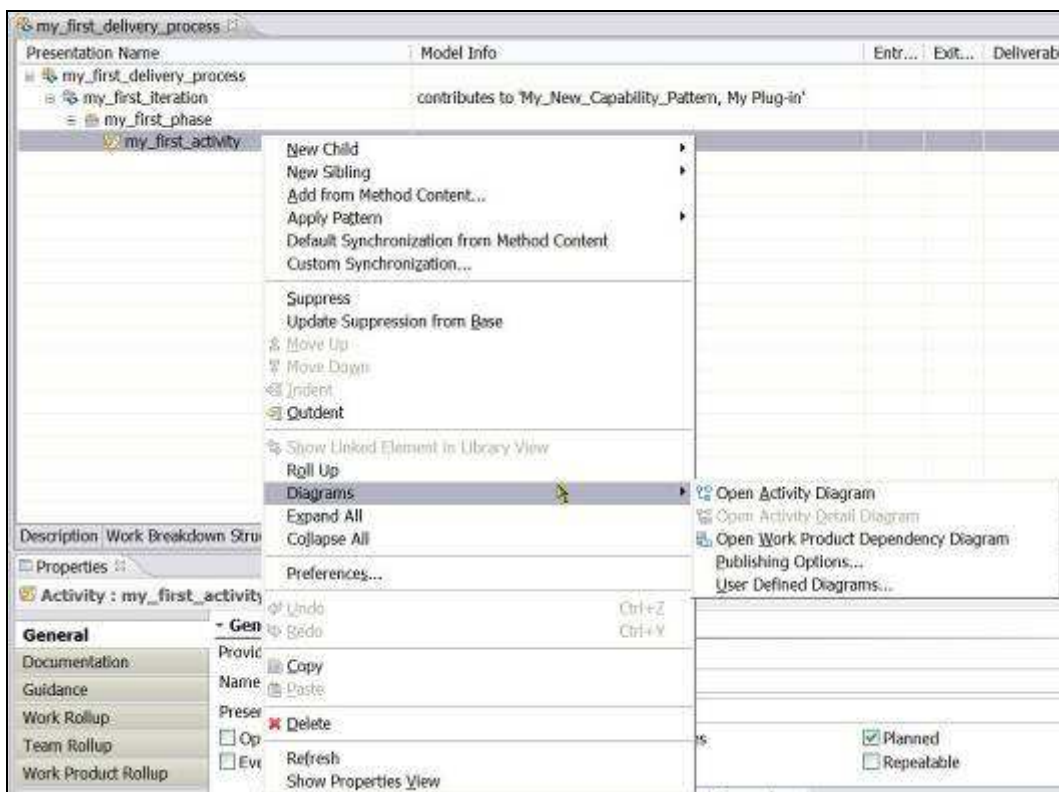 my_first_delivery_process
Presentation Name Model Info Entr... Exit... Deliverab
my_first_delivery_process
my_first_iteration contributes to 'My_New_Capability_Pattern, My Plug-in'
my_first_phase
my_first_activity
New Child
New Sibling
Add from Method Content...
Apply Pattern
Default Synchronization from Method Content
Custom Synchronization...
Suppress
Update Suppression from Base
Move Up
Move Down
Indent
Outdent
Show Linked Element in Library View
Roll Up
Diagrams
Expand All
Collapse All
Preferences...
Undo Ctrl+Z
Redo Ctrl+Y
Copy
Paste
Delete
Refresh
Show Properties View
Open Activity Diagram
Open Activity Detail Diagram
Open Work Product Dependency Diagram
Publishing Options...
User Defined Diagrams...
Description Work Breakdown Stru
Properties
Activity : my_first_activity
General
Documentation
Guidance
Work Rollup
Team Rollup
Work Product Rollup
Gen
Provid
Name
Preser
Op
Eve
s
Planned
Repeatable